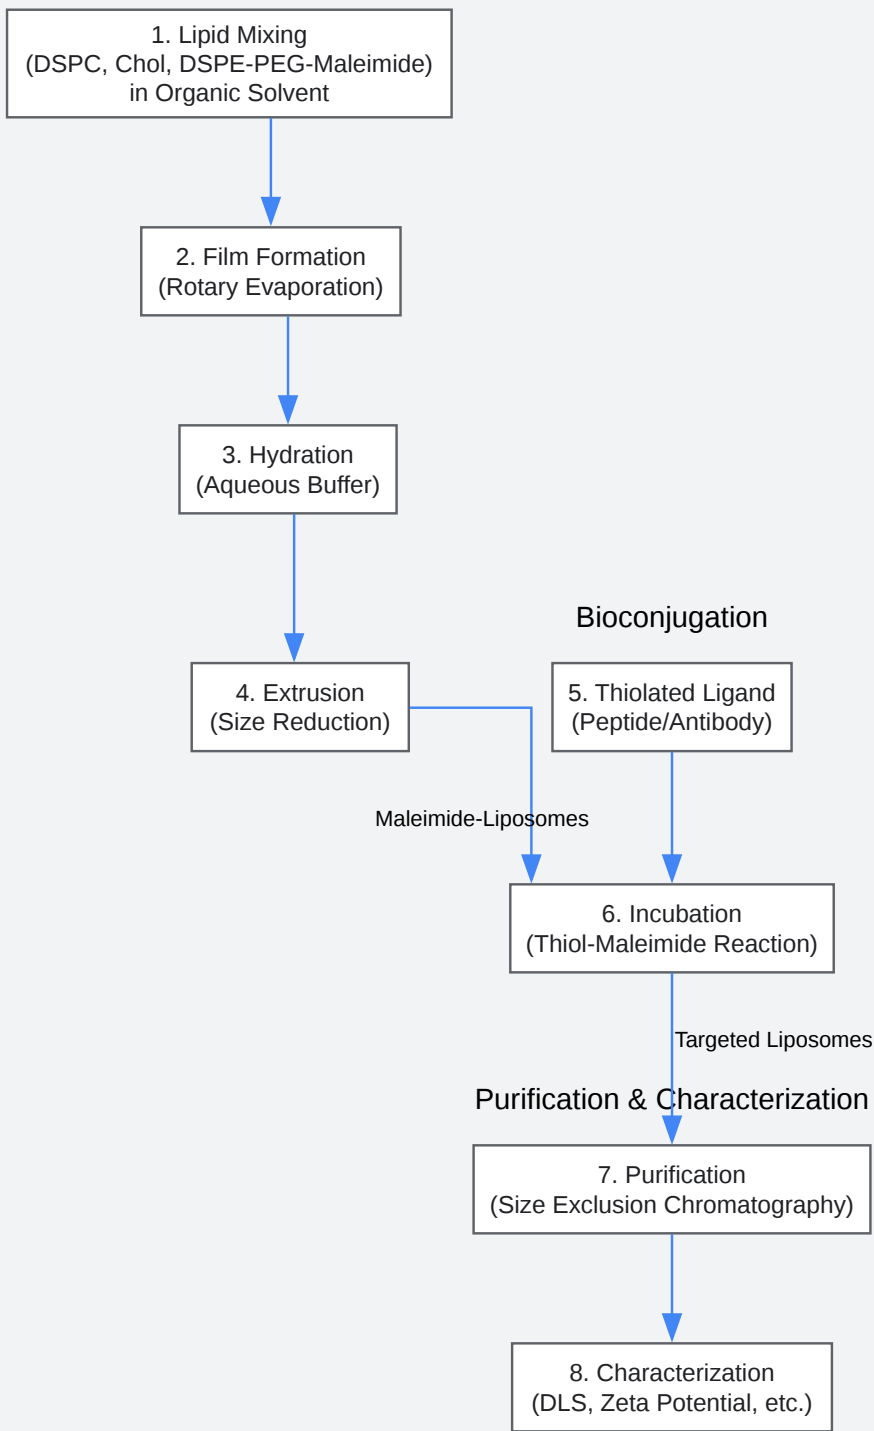 1. Lipid Mixing
(DSPC, Chol, DSPE-PEG-Maleimide)
in Organic Solvent
2. Film Formation
(Rotary Evaporation)
3. Hydration
(Aqueous Buffer)
Bioconjugation
4. Extrusion
(Size Reduction)
5. Thiolated Ligand
(Peptide/Antibody)
Maleimide-Liposomes
6. Incubation
(Thiol-Maleimide Reaction)
Targeted Liposomes
Purification & Characterization
7. Purification
(Size Exclusion Chromatography)
8. Characterization
(DLS, Zeta Potential, etc.)